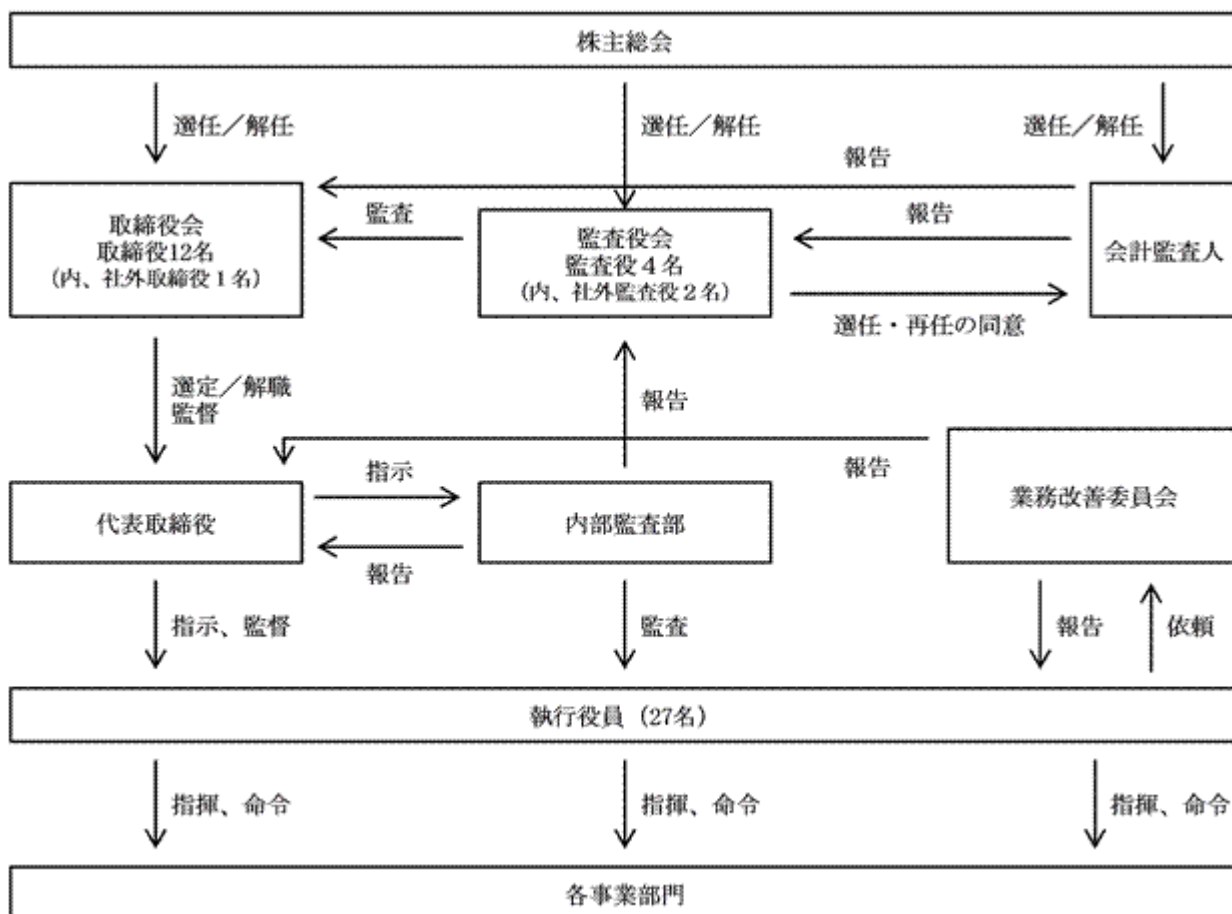 株主総会
選任／解任
選任／解任
選任／解任
報告
取締役会
取締役12名
（内、社外取締役１名）
監査
監査役会
監査役４名
（内、社外監査役２名）
報告
会計監査人
選任・再任の同意
選定／解職
監督
報告
報告
業務改善委員会
代表取締役
指示
報告
内部監査部
指示、監督
監査
報告
依頼
執行役員（27名）
指揮、命令
指揮、命令
指揮、命令
各事業部門